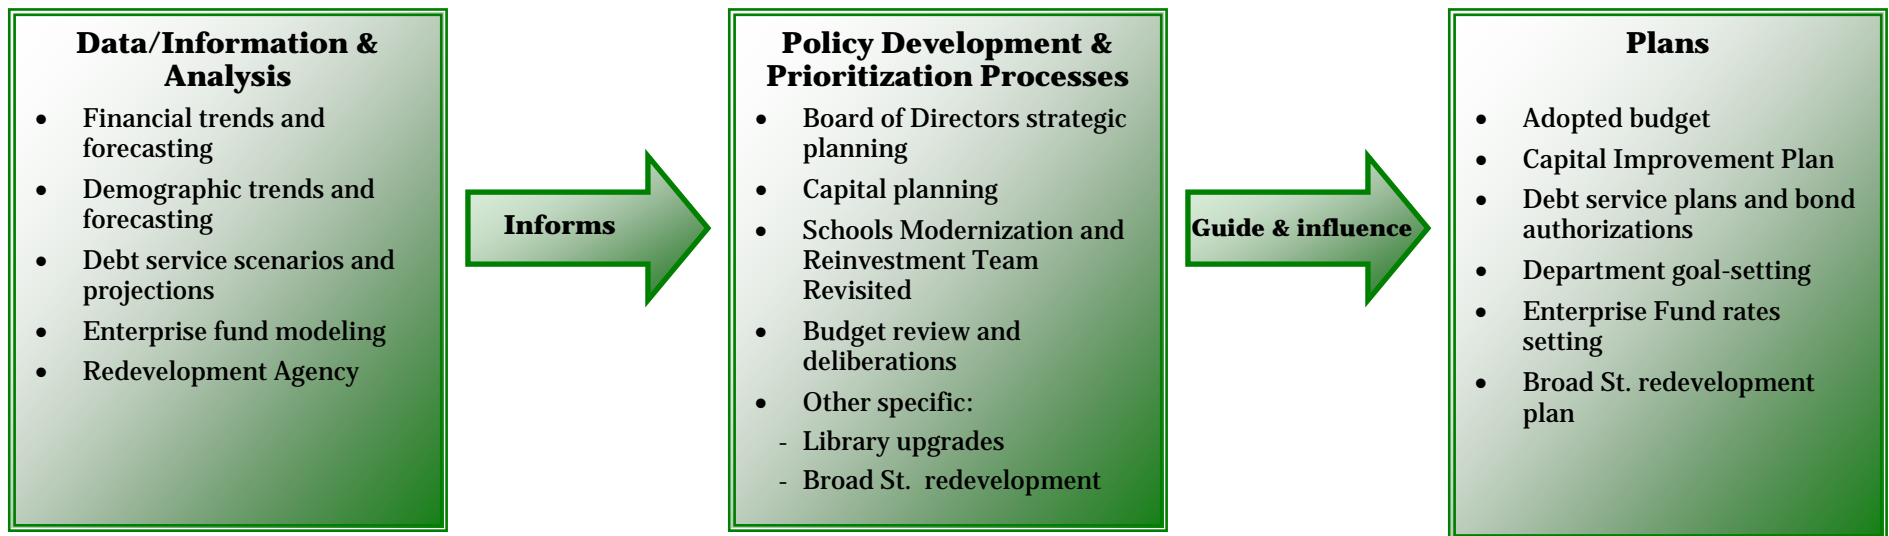 Data/Information &
Analysis
• Financial trends and
forecasting
• Demographic trends and
forecasting
• Debt service scenarios and
projections
• Enterprise fund modeling
• Redevelopment Agency
Informs
Policy Development &
Prioritization Processes
• Board of Directors strategic
planning
• Capital planning
• Schools Modernization and
Reinvestment Team
Revisited
• Budget review and
deliberations
• Other specific:
- Library upgrades
- Broad St. redevelopment
Guide & influence
Plans
• Adopted budget
• Capital Improvement Plan
• Debt service plans and bond
authorizations
• Department goal-setting
• Enterprise Fund rates
setting
• Broad St. redevelopment
plan